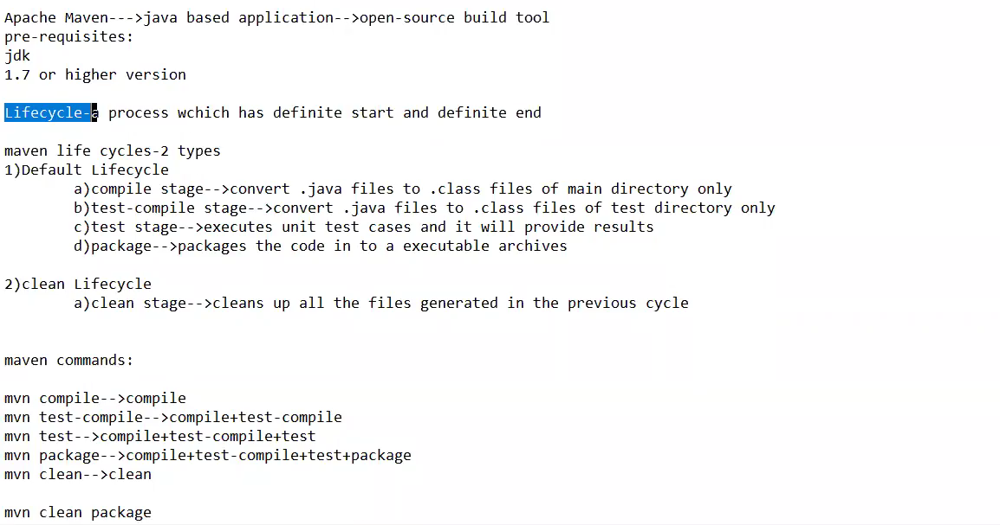 Apache Maven--->java based application-->open-source build tool
pre-requisites:
jdk
1.7 or higher version
Lifecycle-a process wchich has definite start and definite end
maven life cycles-2 types
1)Default Lifecycle
a)compile stage-->convert .java files to .class files of main directory only
b)test-compile stage-->convert .java files to .class files of test directory only
c)test stage-->executes unit test cases and it will provide results
d)package-->packages the code in to a executable archives
2)clean Lifecycle
a)clean stage-->cleans up all the files generated in the previous cycle
maven commands:
mvn compile-->compile
mvn test-compile-->compile+test-compile
mvn test-->compile+test-compile+test
mvn package-->compile+test-compile+test+package
mvn clean-->clean
mvn clean package